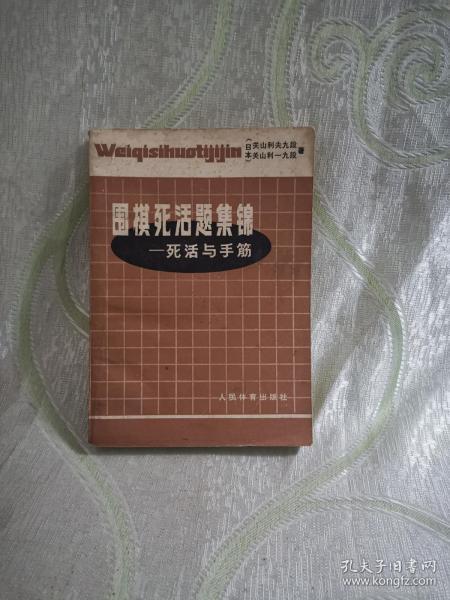 Weiqisihuotijijin
（日本）关山利夫九段
关山利一九段 著
围棋死活题集锦
—死活与手筋
人民体育出版社
孔夫子旧书网
www.kongfz.com